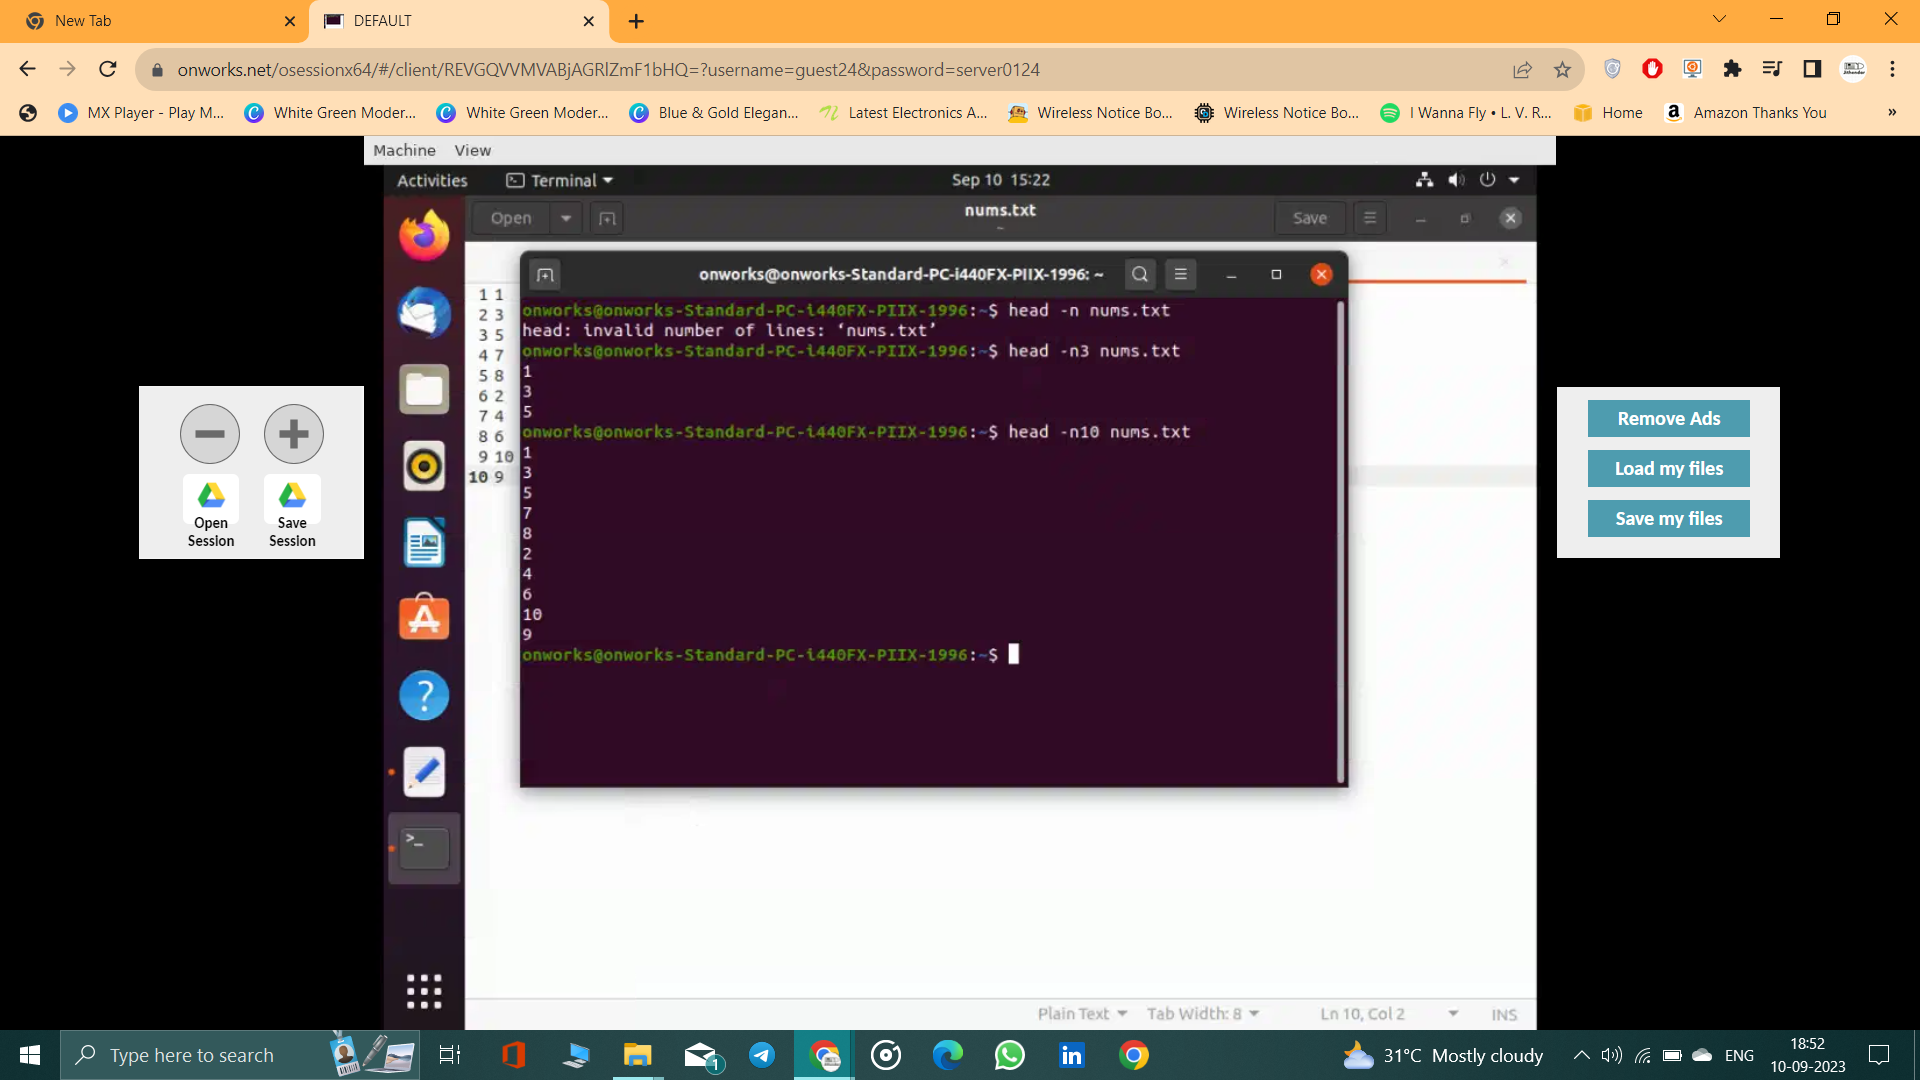 New Tab
DEFAULT
onworks.net/osessionx64/#/client/REVGQVVMVABjAGRlZmF1bHQ=?username=guest24&password=server0124
MX Player - Play M...
White Green Moder...
White Green Moder...
Blue & Gold Elegan...
Latest Electronics A...
Wireless Notice Bo...
Wireless Notice Bo...
I Wanna Fly • L. V. R...
Home
Amazon Thanks You
»
Machine View
Activities
Terminal
Sep 10 15:22
Open
nums.txt
~
Save
onworks@onworks-Standard-PC-i440FX-PIIX-1996: ~
1 1
2 3
3 5
4 7
5 8
6 2
7 4
8 6
9 10
10 9
onworks@onworks-Standard-PC-i440FX-PIIX-1996:~$ head -n nums.txt
head: invalid number of lines: ‘nums.txt’
onworks@onworks-Standard-PC-i440FX-PIIX-1996:~$ head -n3 nums.txt
1
3
5
onworks@onworks-Standard-PC-i440FX-PIIX-1996:~$ head -n10 nums.txt
1
3
5
7
8
2
4
6
10
9
onworks@onworks-Standard-PC-i440FX-PIIX-1996:~$
Open
Session
Save
Session
Remove Ads
Load my files
Save my files
Plain Text
Tab Width: 8
Ln 10, Col 2
INS
Type here to search
1
31°C Mostly cloudy
ENG
18:52
10-09-2023